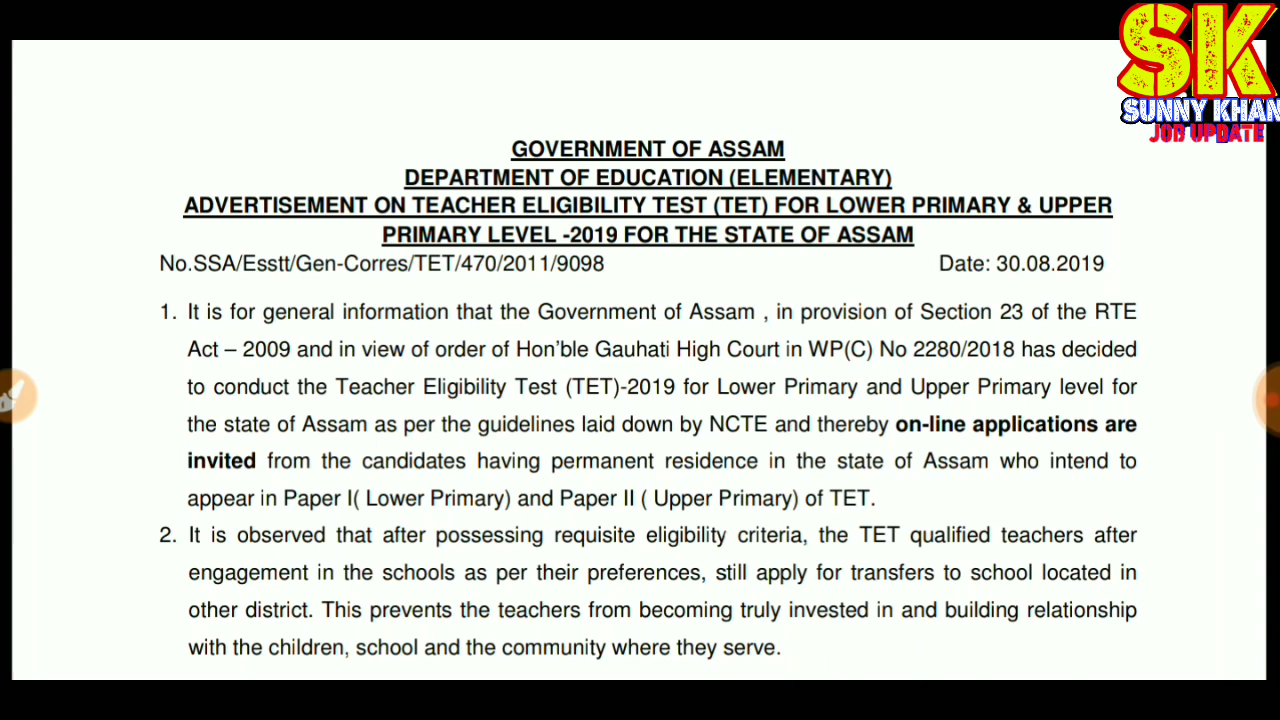 SK
SUNNY KHAN
JOB UPDATE
GOVERNMENT OF ASSAM
DEPARTMENT OF EDUCATION (ELEMENTARY)
ADVERTISEMENT ON TEACHER ELIGIBILITY TEST (TET) FOR LOWER PRIMARY & UPPER
PRIMARY LEVEL -2019 FOR THE STATE OF ASSAM
No.SSA/Esstt/Gen-Corres/TET/470/2011/9098 Date: 30.08.2019
1. It is for general information that the Government of Assam , in provision of Section 23 of the RTE
Act – 2009 and in view of order of Hon’ble Gauhati High Court in WP(C) No 2280/2018 has decided
to conduct the Teacher Eligibility Test (TET)-2019 for Lower Primary and Upper Primary level for
the state of Assam as per the guidelines laid down by NCTE and thereby on-line applications are
invited from the candidates having permanent residence in the state of Assam who intend to
appear in Paper I( Lower Primary) and Paper II ( Upper Primary) of TET.
2. It is observed that after possessing requisite eligibility criteria, the TET qualified teachers after
engagement in the schools as per their preferences, still apply for transfers to school located in
other district. This prevents the teachers from becoming truly invested in and building relationship
with the children, school and the community where they serve.